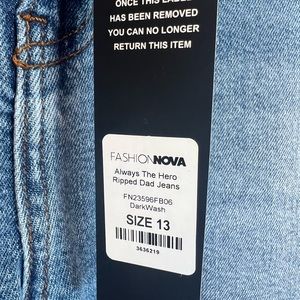 ONCE THIS LABEL
HAS BEEN REMOVED
YOU CAN NO LONGER
RETURN THIS ITEM
FASHIONNOVA
Always The Hero
Ripped Dad Jeans
FN23596FB06
DarkWash
SIZE 13
3636219